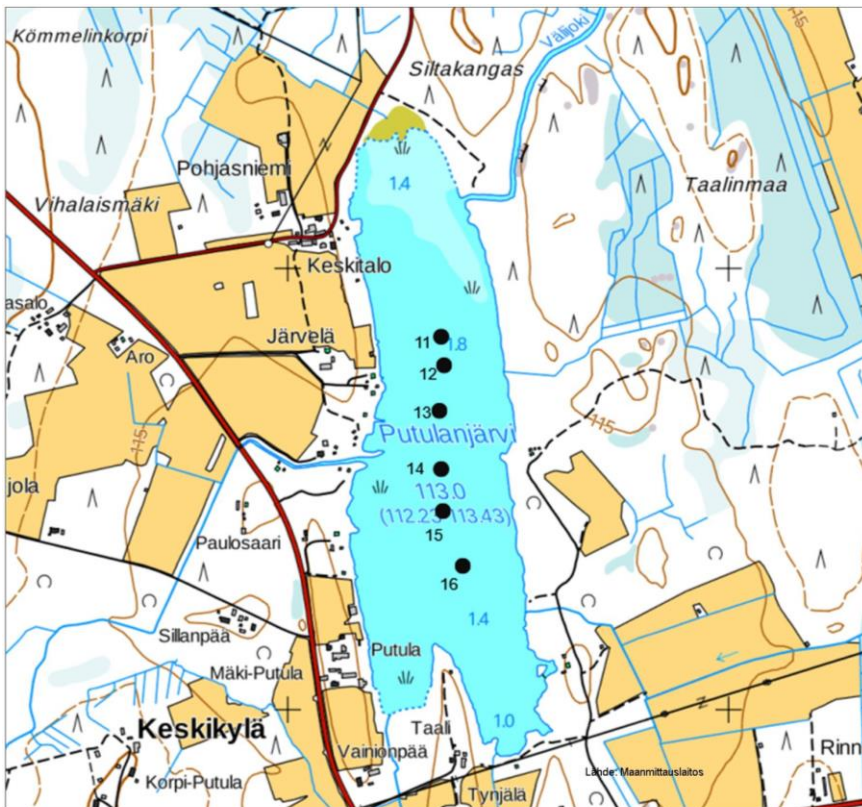 Kömmelinkorpi
Siltakangas
Välijoki
115
Pohjasniemi
1.4
Taalinmaa
Vihalaismäki
Keskitalo
asalo
Järvelä
11
1.8
Aro
12
13
115
Putulanjärvi
115
14
jola
113.0
(112.23-113.43)
15
Paulosaari
16
Sillanpää
1.4
Putula
Mäki-Putula
Keskikylä
Taali
1.0
Vainionpää
Rinn
Korpi-Putula
Lähde: Maanmittauslaitos
Tynjälä